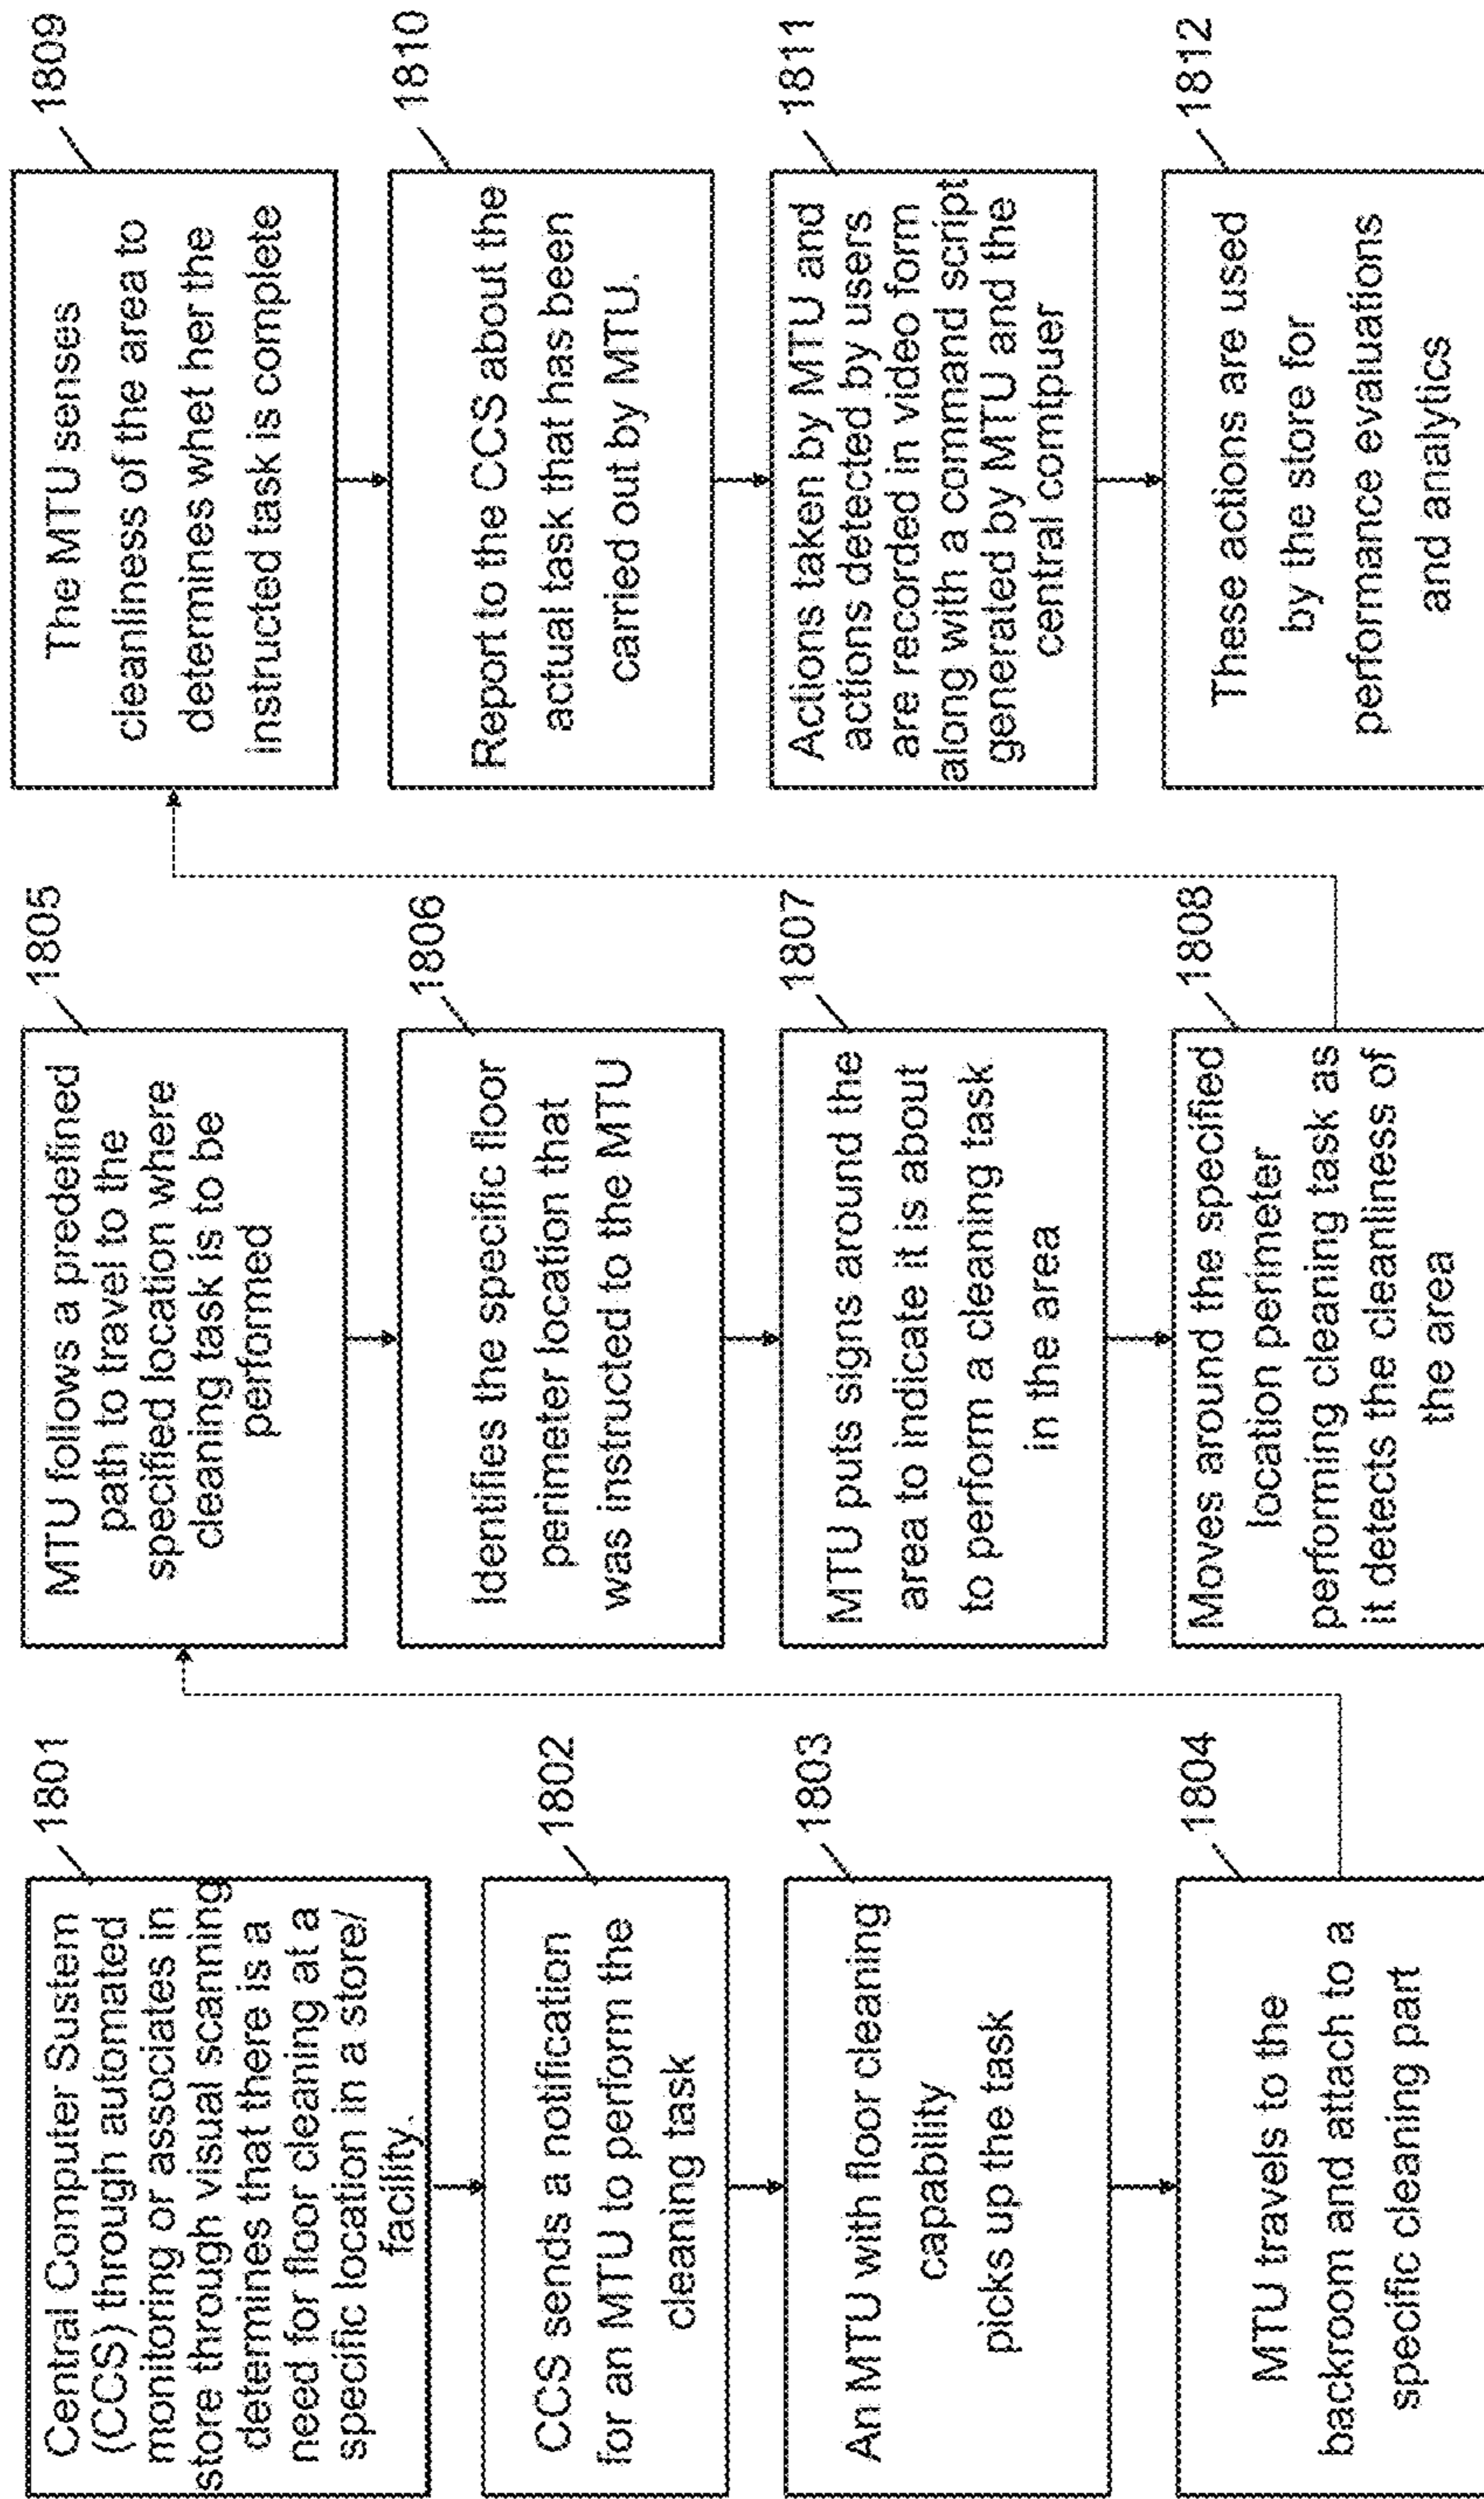 1801
Central Computer Sustem
(CCS) through automated
monitoring or associates in
store through visual scanning
determines that there is a
need for floor cleaning at a
specific location in a store/
facility.
1802
CCS sends a notification
for an MTU to perform the
cleaning task
1803
An MTU with floor cleaning
capability
picks up the task
1804
MTU travels to the
backroom and attach to a
specific cleaning part
1805
MTU follows a predefined
path to travel to the
specified location where
cleaning task is to be
performed
1806
Identifies the specific floor
perimeter location that
was instructed to the MTU
1807
MTU puts signs around the
area to indicate it is about
to perform a cleaning task
in the area
1808
Moves around the specified
location perimeter
performing cleaning task as
it detects the cleanliness of
the area
1809
The MTU senses
cleanliness of the area to
determines whet her the
instructed task is complete
1810
Report to the CCS about the
actual task that has been
carried out by MTU.
1811
Actions taken by MTU and
actions detected by users
are recorded in video form
along with a command script
generated by MTU and the
central comtpuer
1812
These actions are used
by the store for
performance evaluations
and analytics